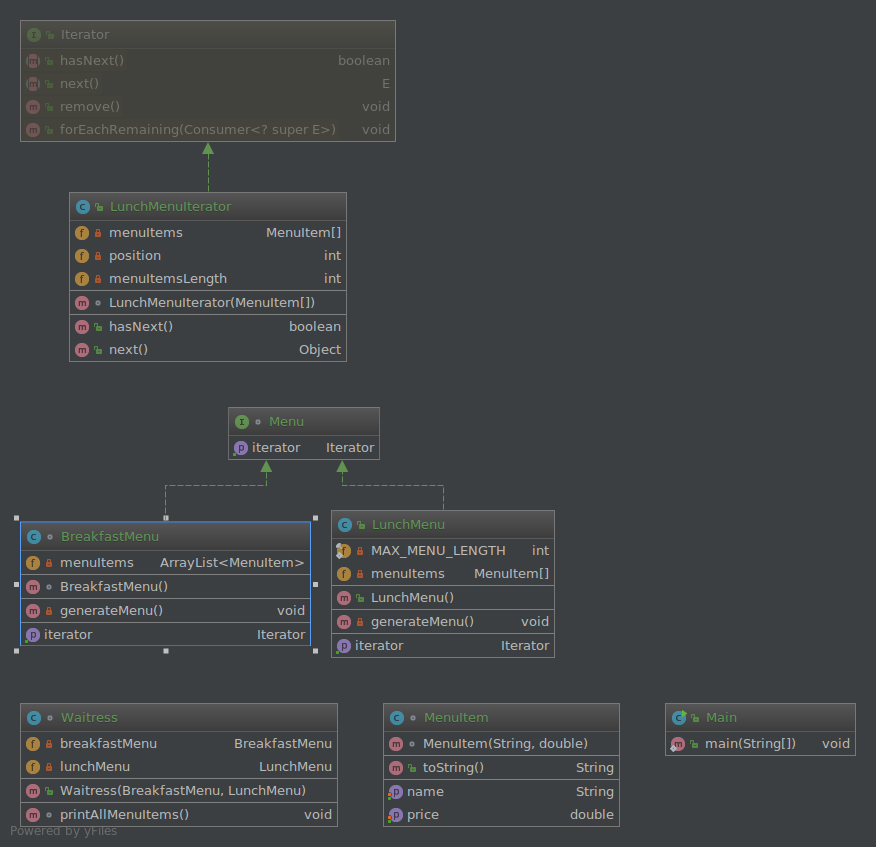 Iterator
hasNext() boolean
next() E
remove() void
forEachRemaining(Consumer<? super E>) void
LunchMenuIterator
menuItems MenuItem[]
position int
menuItemsLength int
LunchMenuIterator(MenuItem[])
hasNext() boolean
next() Object
Menu
iterator Iterator
BreakfastMenu
menuItems ArrayList<MenuItem>
BreakfastMenu()
generateMenu() void
iterator Iterator
LunchMenu
MAX_MENU_LENGTH int
menuItems MenuItem[]
LunchMenu()
generateMenu() void
iterator Iterator
Waitress
breakfastMenu BreakfastMenu
lunchMenu LunchMenu
Waitress(BreakfastMenu, LunchMenu)
printAllMenuItems() void
MenuItem
MenuItem(String, double)
toString() String
name String
price double
Main
main(String[]) void
Powered by yFiles